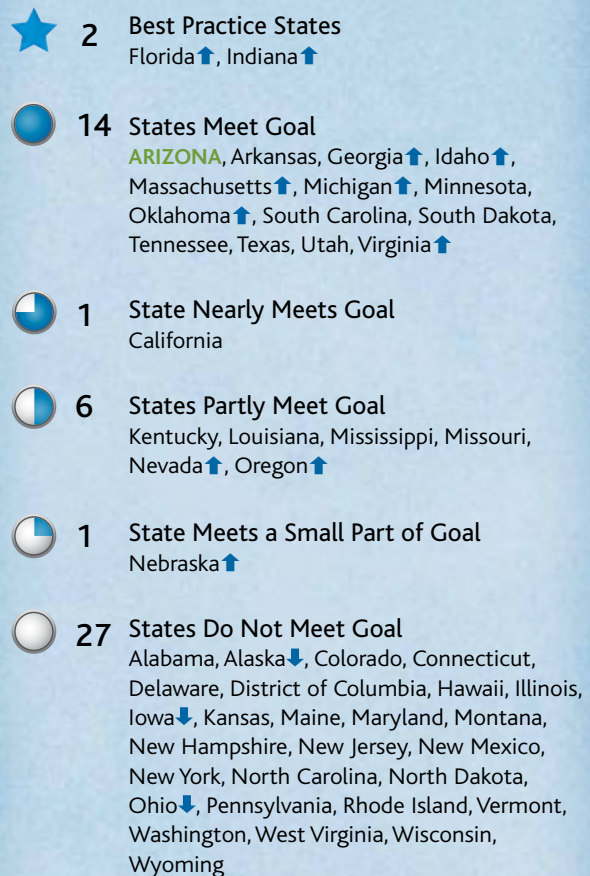 2 Best Practice States
Florida⬆, Indiana⬆
14 States Meet Goal
ARIZONA, Arkansas, Georgia⬆, Idaho⬆,
Massachusetts⬆, Michigan⬆, Minnesota,
Oklahoma⬆, South Carolina, South Dakota,
Tennessee, Texas, Utah, Virginia⬆
1 State Nearly Meets Goal
California
6 States Partly Meet Goal
Kentucky, Louisiana, Mississippi, Missouri,
Nevada⬆, Oregon⬆
1 State Meets a Small Part of Goal
Nebraska⬆
27 States Do Not Meet Goal
Alabama, Alaska⬇, Colorado, Connecticut,
Delaware, District of Columbia, Hawaii, Illinois,
Iowa⬇, Kansas, Maine, Maryland, Montana,
New Hampshire, New Jersey, New Mexico,
New York, North Carolina, North Dakota,
Ohio⬇, Pennsylvania, Rhode Island, Vermont,
Washington, West Virginia, Wisconsin,
Wyoming